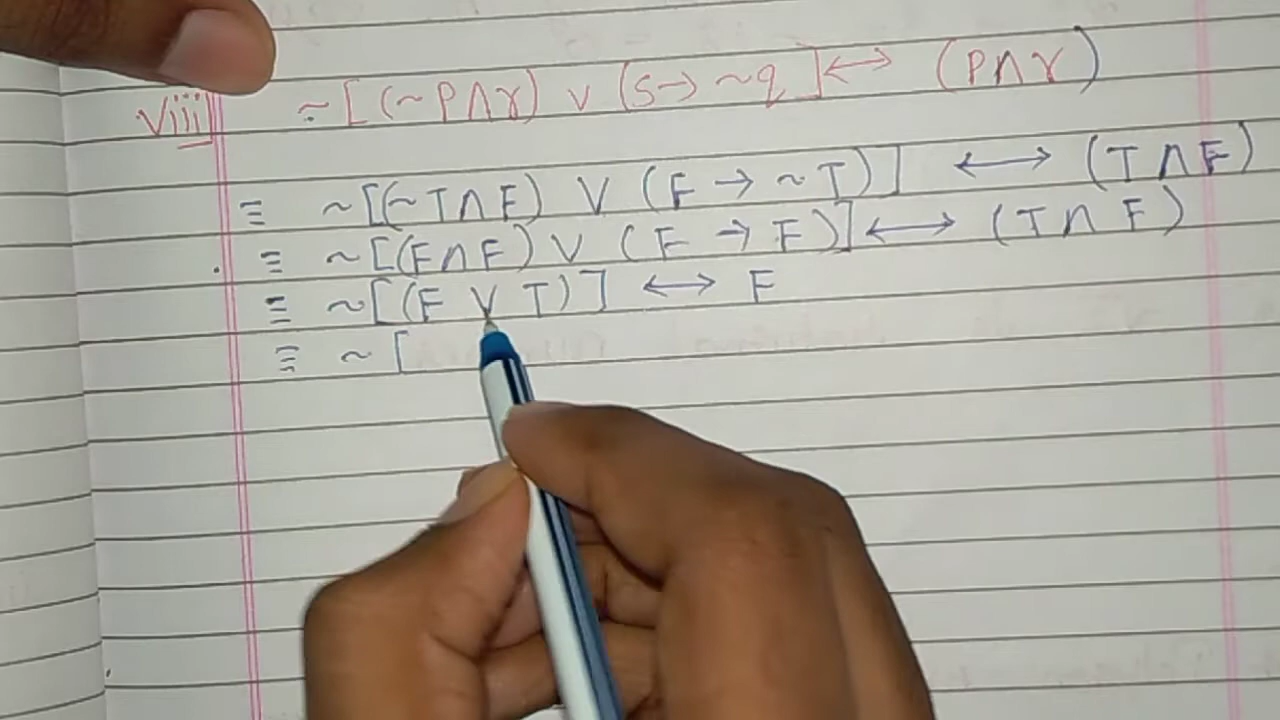 viii] ~[(~p∧r) ∨ (s→ ~q] ↔ (p∧r)
≡ ~[(~T∧F) ∨ (F → ~T)] ↔ (T∧F)
≡ ~[(F∧F) ∨ (F → F)] ↔ (T∧F)
≡ ~[(F ∨ T)] ↔ F
≡ ~[